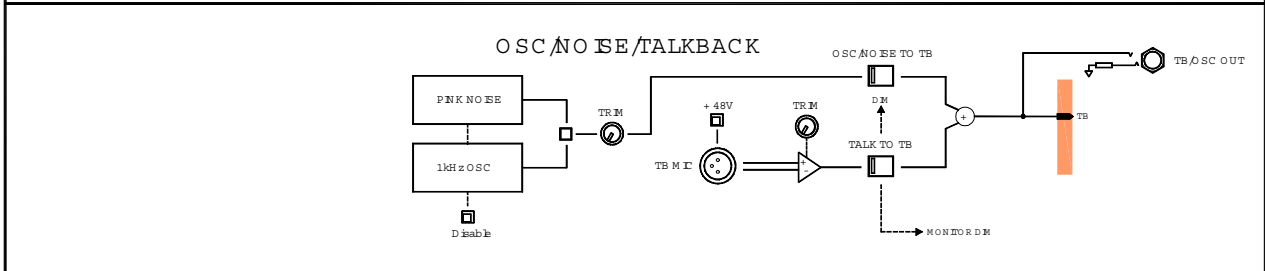 OSC/NOISE/TALKBACK
OSC/NOISE TO TB
TB/OSC OUT
PINK NOISE
TRIM
+48V
TRIM
DIM
+
TB
TALK TO TB
1kHz OSC
TB MIC
+
-
Disable
MONITOR DIM